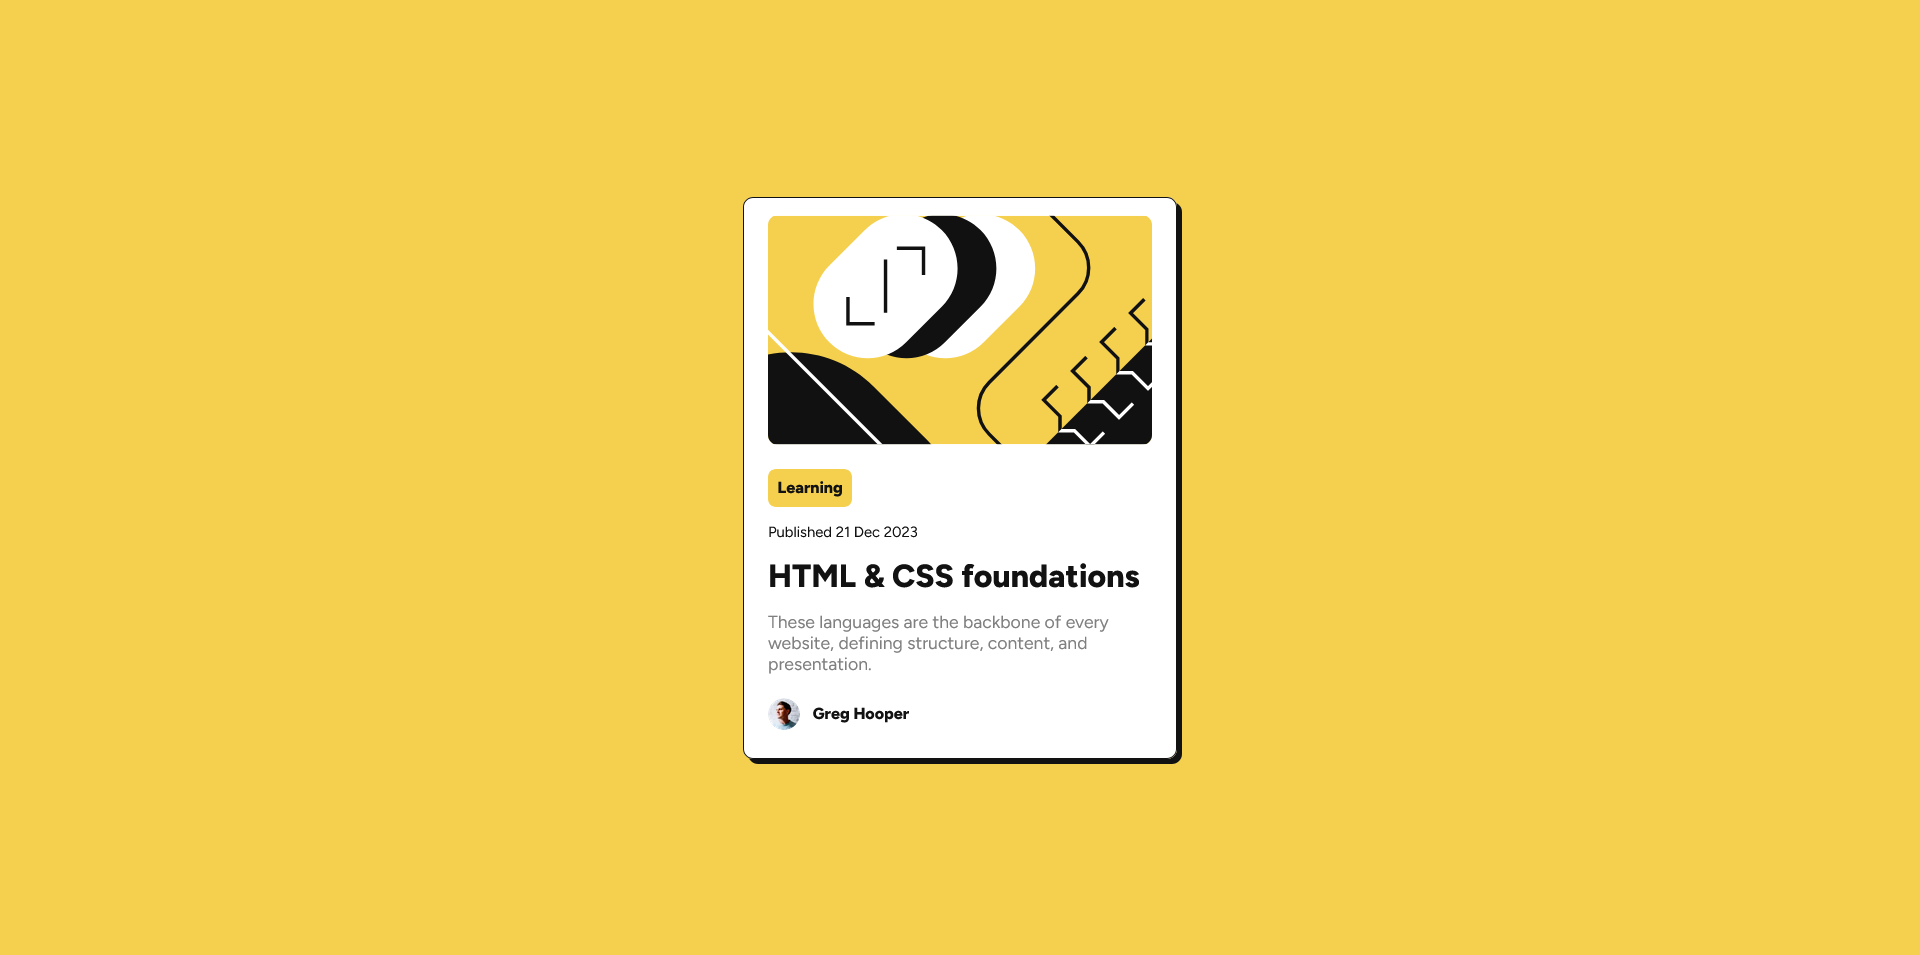 Learning
Published 21 Dec 2023
HTML & CSS foundations
These languages are the backbone of every
website, defining structure, content, and
presentation.
Greg Hooper